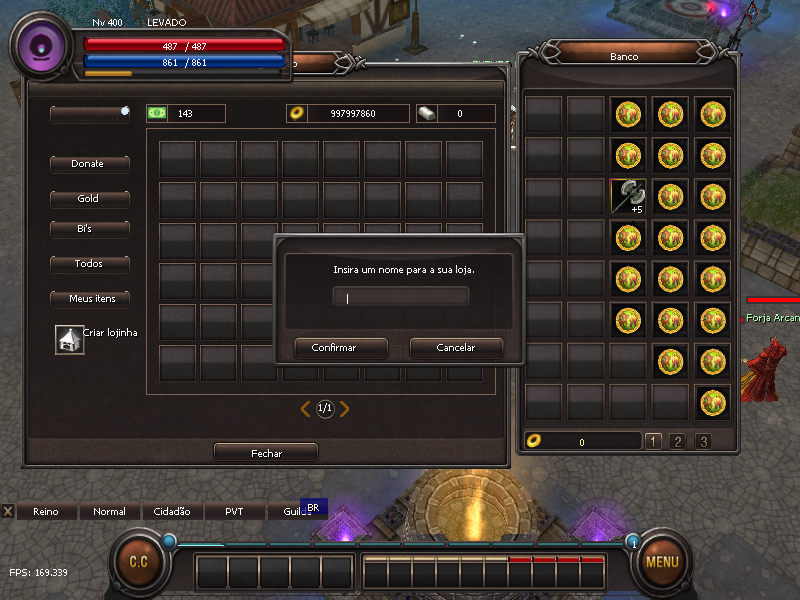 Nv 400 LEVADO
487 / 487
861 / 861
Banco
143
997997860
0
Donate
Gold
Bi's
Todos
Meus itens
Criar lojinha
Insira um nome para a sua loja.
Confirmar
Cancelar
+5
Forja Arcan
1/1
Fechar
0
1 2 3
X Reino Normal Cidadão PVT Guild BR
C.C
1
MENU
FPS: 169.339